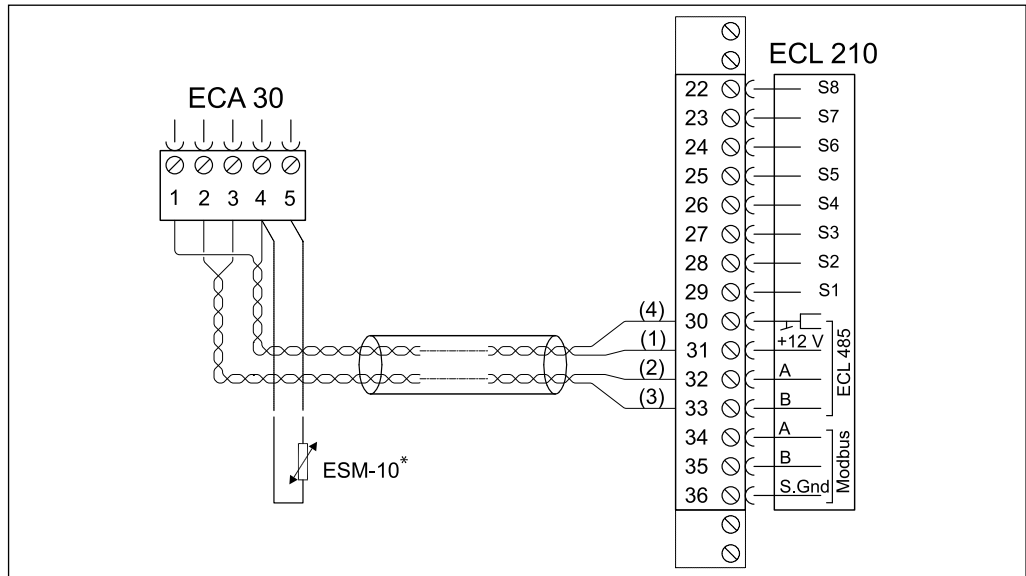 ECA 30
1 2 3 4 5
ESM-10*
ECL 210
22 S8
23 S7
24 S6
25 S5
26 S4
27 S3
28 S2
29 S1
(4) 30
(1) 31 +12 V
(2) 32 A
(3) 33 B
ECL 485
34 A
35 B
36 S.Gnd
Modbus